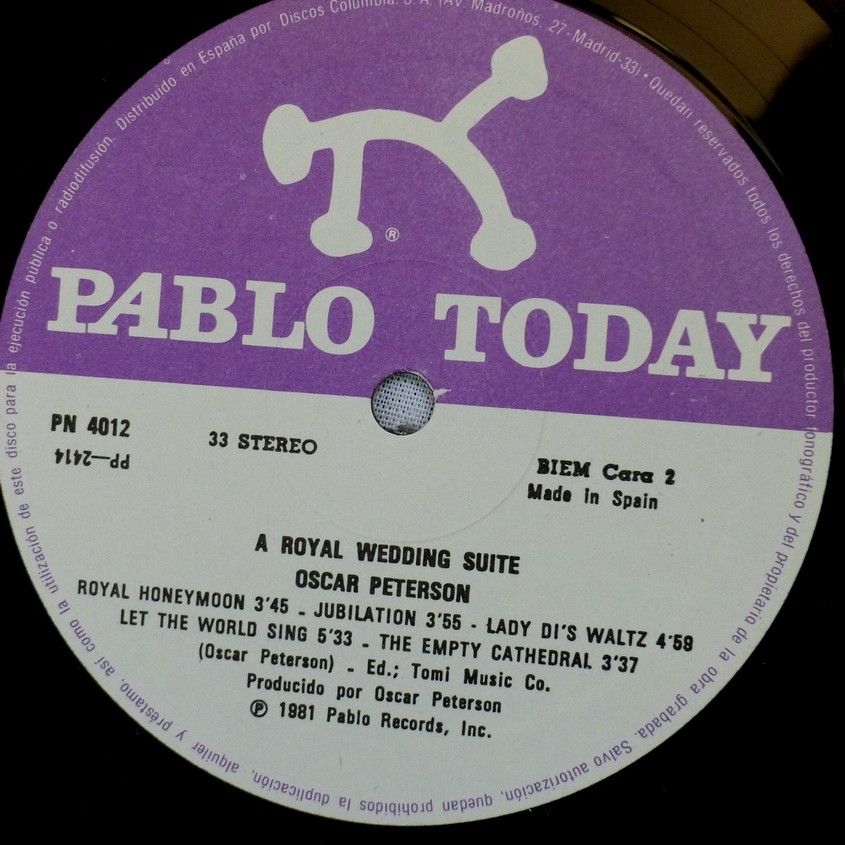 Distribuido en España por Discos Columbia. S. A. (Av. Madroños, 27-Madrid-33) • Quedan reservados todos los derechos del productor fonográfico y del propietario de la obra grabada. Salvo autorización, quedan prohibidos la duplicación, alquiler y préstamo, así como la utilización de este disco para la ejecución pública o radiodifusión.
®
PABLO TODAY
PN 4012
PP-2414
33 STEREO
BIEM Cara 2
Made In Spain
A ROYAL WEDDING SUITE
OSCAR PETERSON
ROYAL HONEYMOON 3'45 - JUBILATION 3'55 - LADY DI'S WALTZ 4'59
LET THE WORLD SING 5'33 - THE EMPTY CATHEDRAL 3'37
(Oscar Peterson) - Ed.; Tomi Music Co.
Producido por Oscar Peterson
℗ 1981 Pablo Records, Inc.